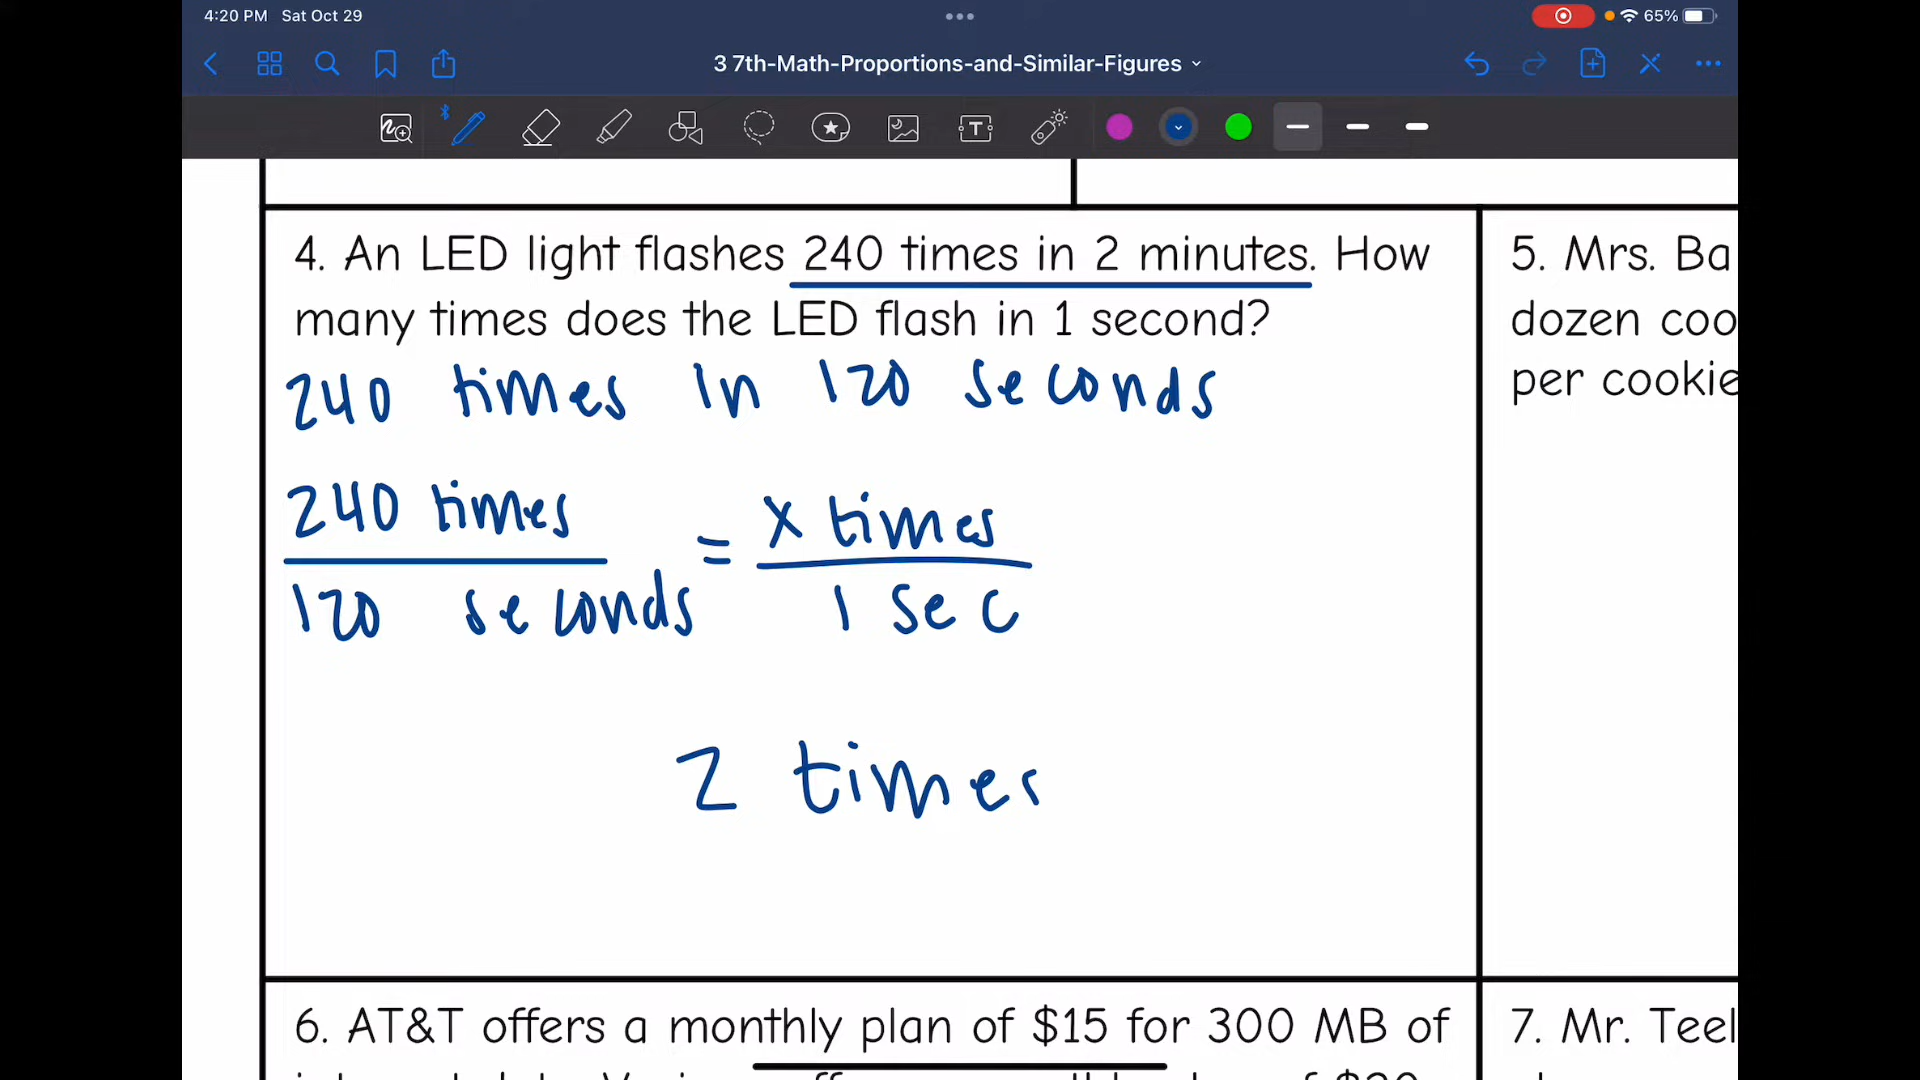 4:20 PM Sat Oct 29
65%
3 7th-Math-Proportions-and-Similar-Figures
T
4. An LED light flashes 240 times in 2 minutes. How
many times does the LED flash in 1 second?
240 times in 120 seconds
240 times = x times
120 seconds 1 sec
2 times
5. Mrs. Ba
dozen coo
per cookie
6. AT&T offers a monthly plan of $15 for 300 MB of
7. Mr. Teel